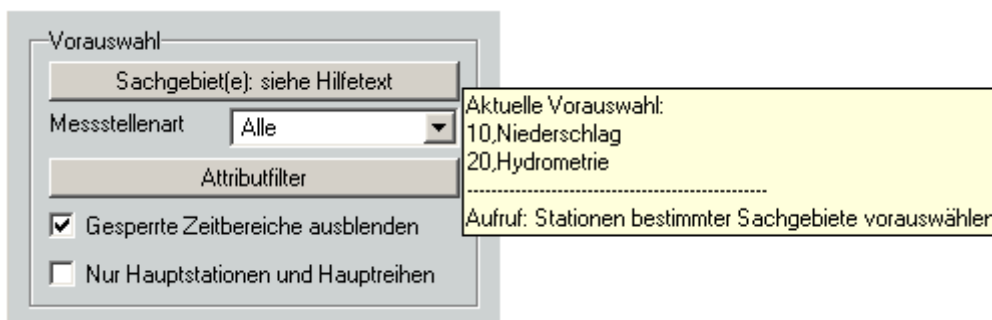 Vorauswahl
Sachgebiet(e): siehe Hilfetext
Messstellenart Alle
Attributfilter
Gesperrte Zeitbereiche ausblenden
Nur Hauptstationen und Hauptreihen
Aktuelle Vorauswahl:
10,Niederschlag
20,Hydrometrie
--------------------------------------------------
Aufruf: Stationen bestimmter Sachgebiete vorauswählen